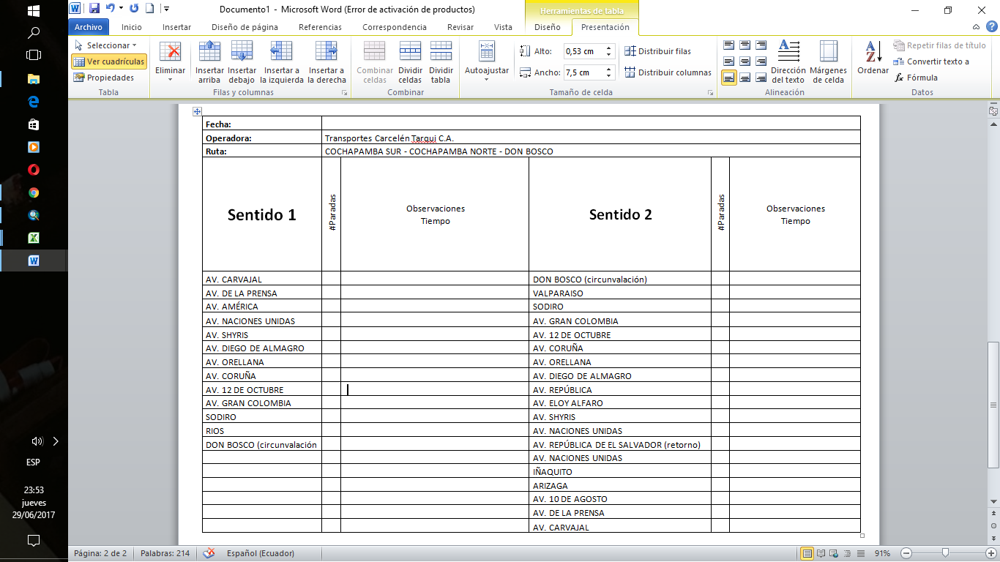 Documento1 - Microsoft Word (Error de activación de productos)
Herramientas de tabla
Archivo Inicio Insertar Diseño de página Referencias Correspondencia Revisar Vista Diseño Presentación
Seleccionar
Ver cuadrículas
Propiedades
Tabla
Eliminar
Insertar arriba
Insertar debajo
Insertar a la izquierda
Insertar a la derecha
Filas y columnas
Combinar celdas
Dividir celdas
Dividir tabla
Combinar
Autoajustar
Alto: 0,53 cm
Ancho: 7,5 cm
Distribuir filas
Distribuir columnas
Tamaño de celda
Dirección del texto
Márgenes de celda
Alineación
Ordenar
Repetir filas de título
Convertir texto a
Fórmula
Datos
Fecha:
Operadora: Transportes Carcelén Tarqui C.A.
Ruta: COCHAPAMBA SUR - COCHAPAMBA NORTE - DON BOSCO
Sentido 1 #Paradas Observaciones Tiempo Sentido 2 #Paradas Observaciones Tiempo
AV. CARVAJAL DON BOSCO (circunvalación)
AV. DE LA PRENSA VALPARAISO
AV. AMÉRICA SODIRO
AV. NACIONES UNIDAS AV. GRAN COLOMBIA
AV. SHYRIS AV. 12 DE OCTUBRE
AV. DIEGO DE ALMAGRO AV. CORUÑA
AV. ORELLANA AV. ORELLANA
AV. CORUÑA AV. DIEGO DE ALMAGRO
AV. 12 DE OCTUBRE AV. REPÚBLICA
AV. GRAN COLOMBIA AV. ELOY ALFARO
SODIRO AV. SHYRIS
RIOS AV. NACIONES UNIDAS
DON BOSCO (circunvalación AV. REPÚBLICA DE EL SALVADOR (retorno)
AV. NACIONES UNIDAS
IÑAQUITO
ARIZAGA
AV. 10 DE AGOSTO
AV. DE LA PRENSA
AV. CARVAJAL
ESP
23:53
jueves
29/06/2017
Página: 2 de 2 Palabras: 214 Español (Ecuador) 91%